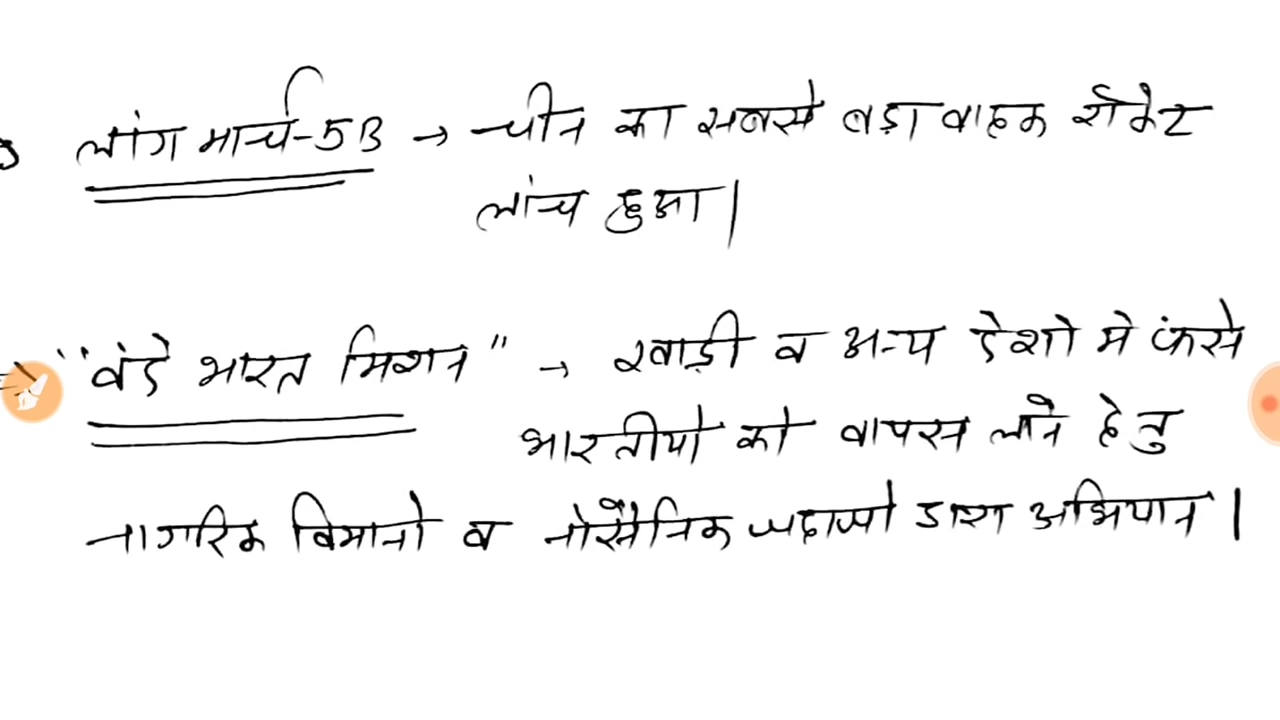 लांग मार्च-5B → चीन का सबसे बड़ा वाहक रॉकेट
लांच हुआ।
"वंदे भारत मिशन" → खाड़ी व अन्य देशो मे फंसे
भारतीयो को वापस लाने हेतु
नागरिक विमानो व नौसैनिक जहाजो द्वारा अभियान।